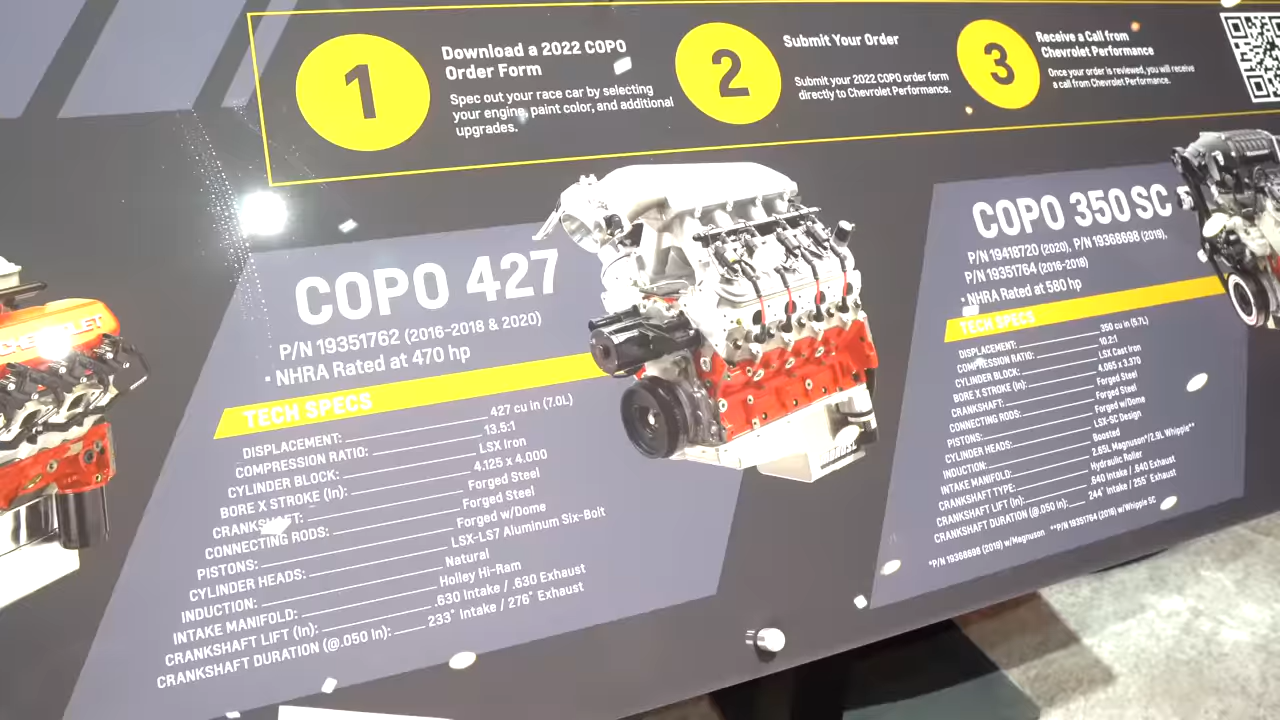 1
Download a 2022 COPO
Order Form
Spec out your race car by selecting
your engine, paint color, and additional
upgrades.
2
Submit Your Order
Submit your 2022 COPO order form
directly to Chevrolet Performance.
3
Receive a Call from
Chevrolet Performance
Once your order is reviewed, you will receive
a call from Chevrolet Performance.
CHEVROLET
COPO 427
P/N 19351762 (2016-2018 & 2020)
• NHRA Rated at 470 hp
TECH SPECS
DISPLACEMENT: 427 cu in (7.0L)
COMPRESSION RATIO: 13.5:1
CYLINDER BLOCK: LSX Iron
BORE X STROKE (In): 4.125 x 4.000
CRANKSHAFT: Forged Steel
CONNECTING RODS: Forged Steel
PISTONS: Forged w/Dome
CYLINDER HEADS: LSX-LS7 Aluminum Six-Bolt
INDUCTION: Natural
INTAKE MANIFOLD: Holley Hi-Ram
CRANKSHAFT LIFT (In): .630 Intake / .630 Exhaust
CRANKSHAFT DURATION (@.050 In): 233° Intake / 276° Exhaust
COPO 350 SC
P/N 19418720 (2020), P/N 19368698 (2019),
P/N 19351764 (2016-2018)
• NHRA Rated at 580 hp
TECH SPECS
DISPLACEMENT: 350 cu in (5.7L)
COMPRESSION RATIO: 10.2:1
CYLINDER BLOCK: LSX Cast Iron
BORE X STROKE (In): 4.065 x 3.370
CRANKSHAFT: Forged Steel
CONNECTING RODS: Forged Steel
PISTONS: Forged w/Dome
CYLINDER HEADS: LSX-SC Design
INDUCTION: Boosted
INTAKE MANIFOLD: 2.65L Magnuson*/2.9L Whipple**
CRANKSHAFT TYPE: Hydraulic Roller
CRANKSHAFT LIFT (In): .640 Intake / .640 Exhaust
CRANKSHAFT DURATION (@.050 In): 244° Intake / 255° Exhaust
*P/N 19368698 (2019) w/Magnuson **P/N 19351764 (2016) w/Whipple SC